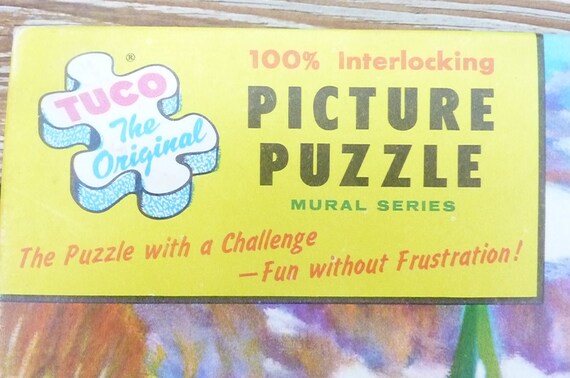 TUCO ®
The
Original
100% Interlocking
PICTURE
PUZZLE
MURAL SERIES
The Puzzle with a Challenge
—Fun without Frustration!